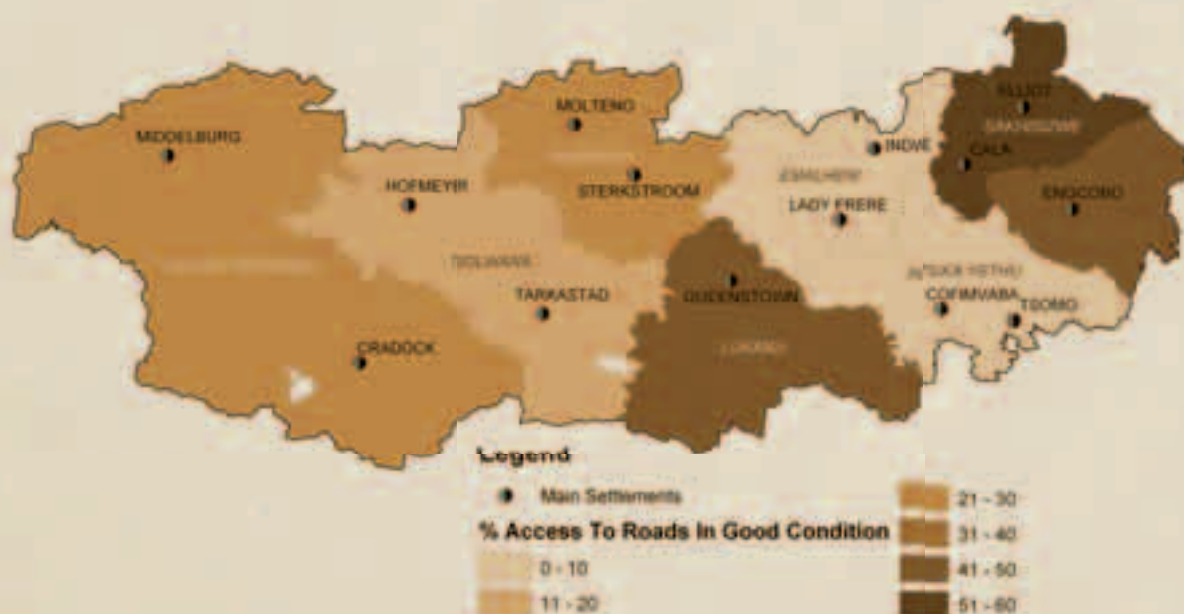 ELLIOT
MOLTENO
MIDDELBURG
INDWE
CALA
HOFMEYR
STERKSTROOM
ENGCOBO
LADY FRERE
TARKASTAD
QUEENSTOWN
COFIMVABA
TSOMO
CRADOCK
Legend
Main Settlements
% Access To Roads In Good Condition
0 - 10
11 - 20
21 - 30
31 - 40
41 - 50
51 - 60